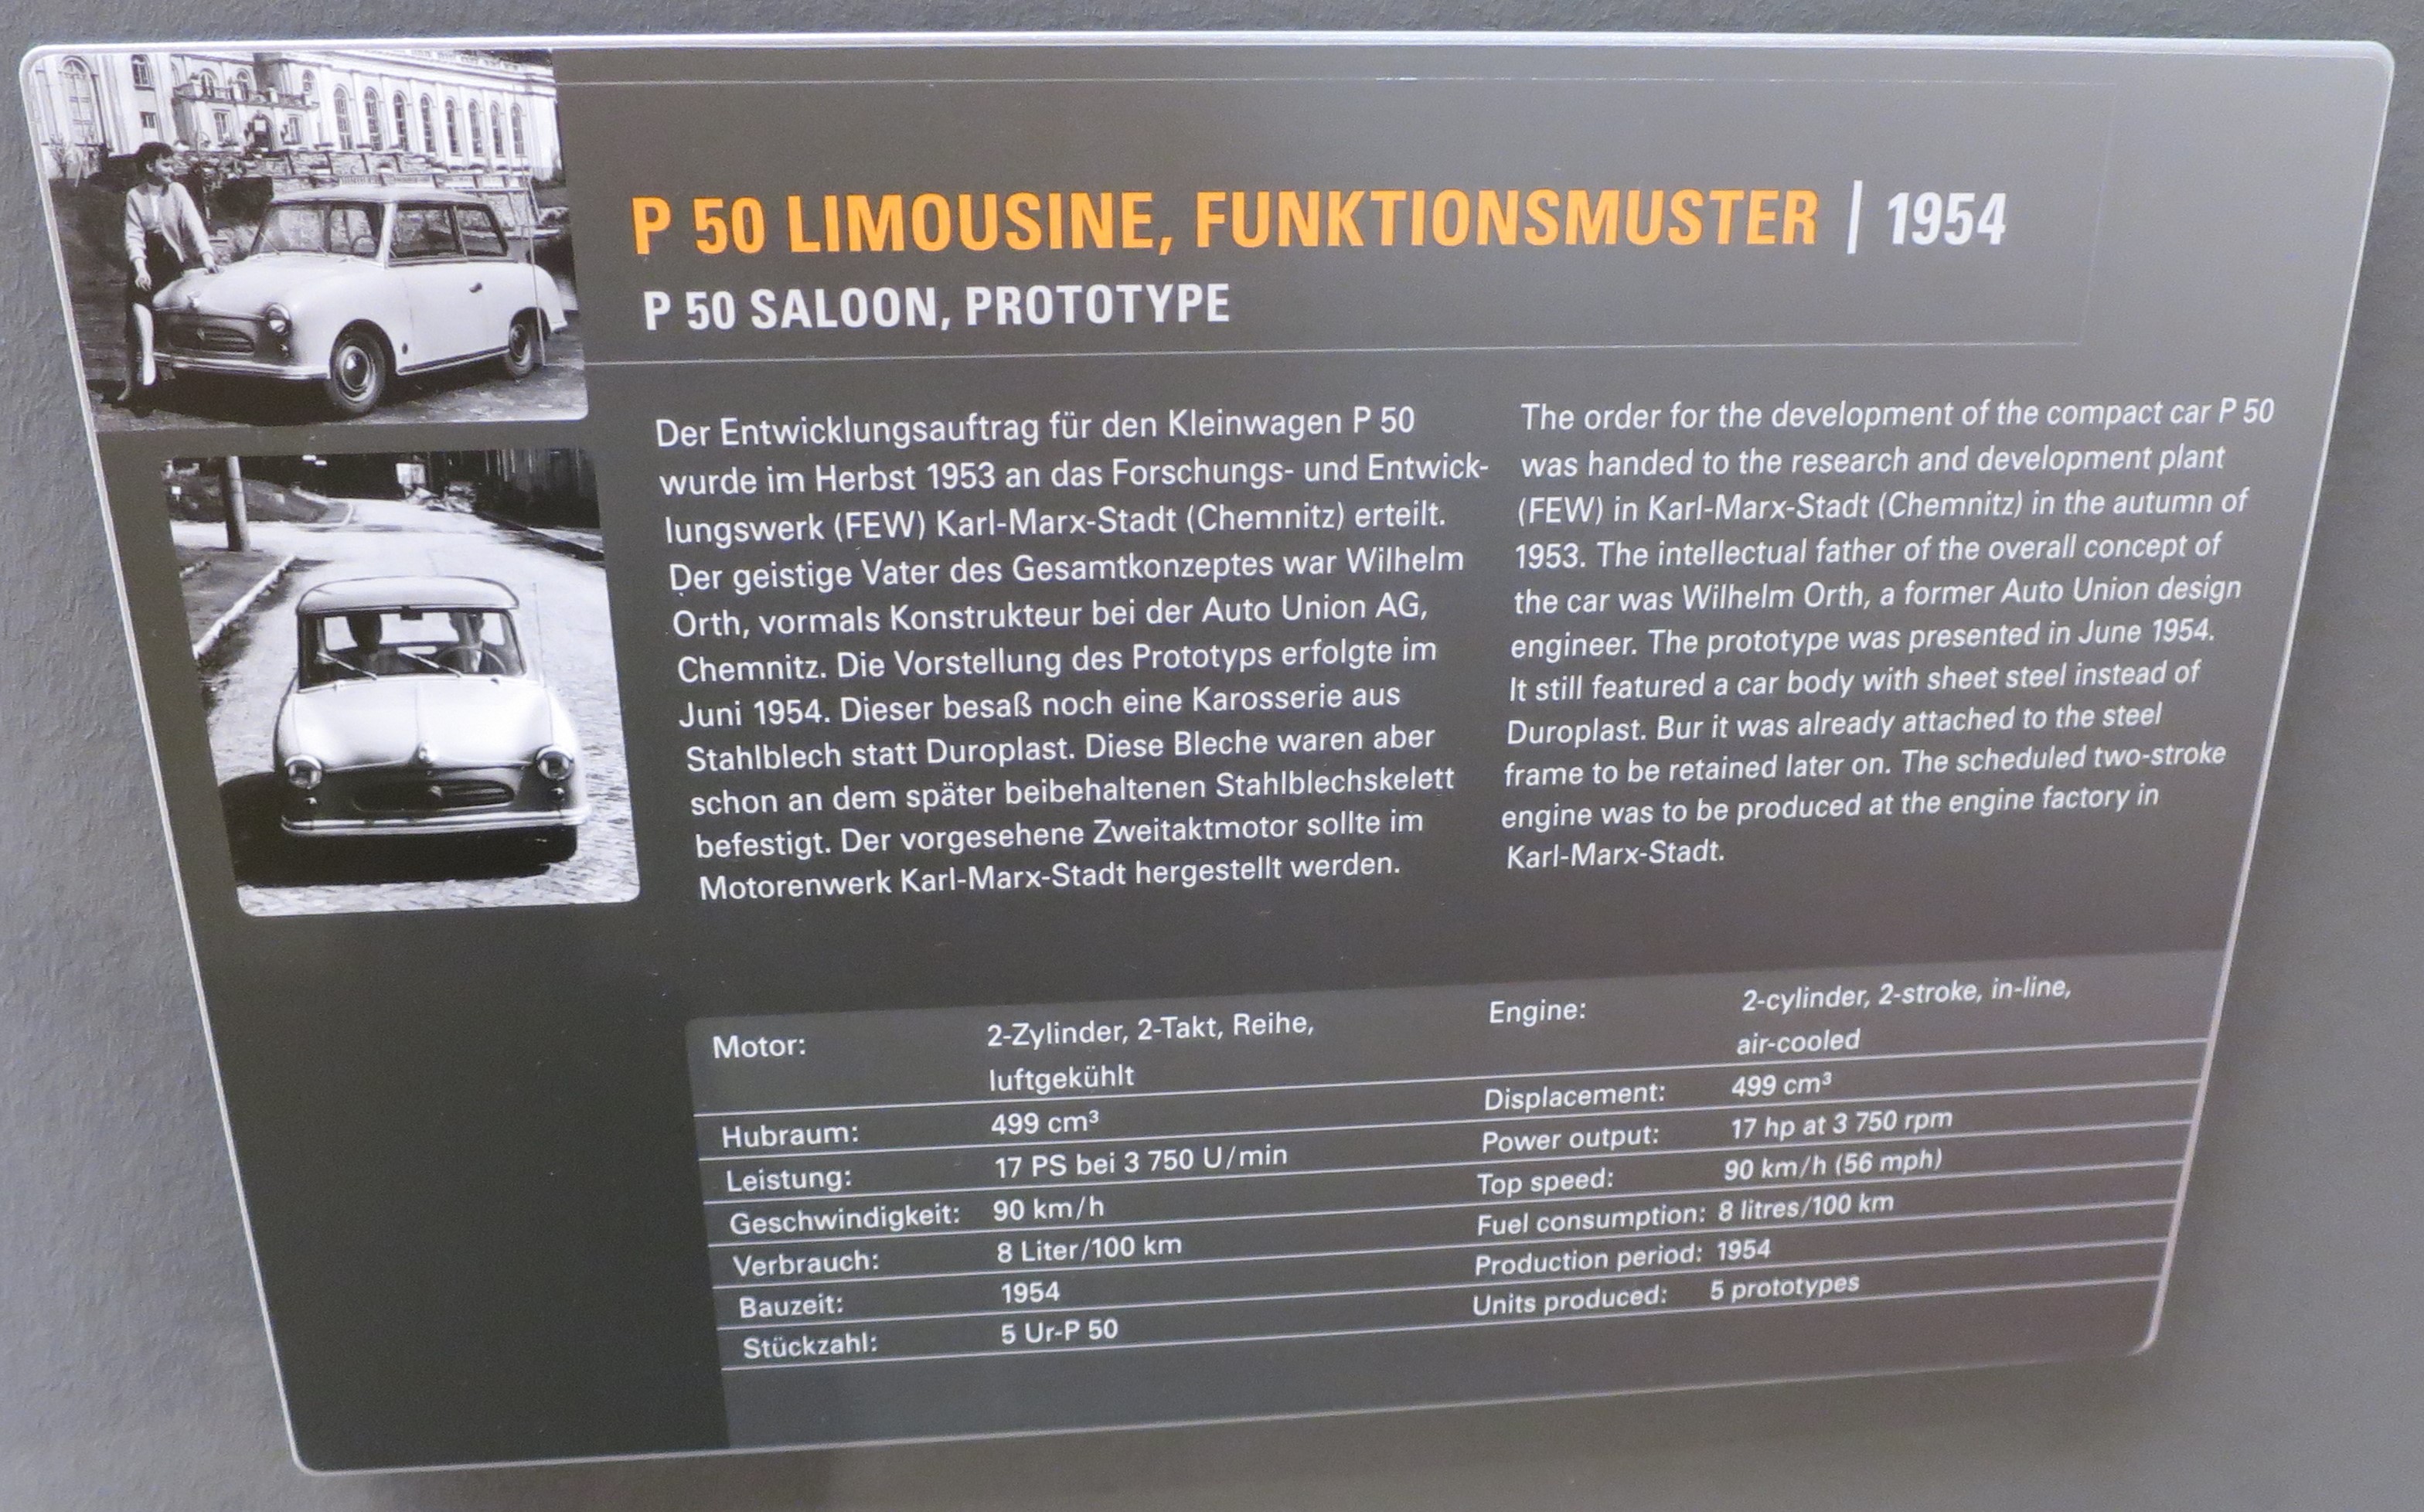 P 50 LIMOUSINE, FUNKTIONSMUSTER | 1954
P 50 SALOON, PROTOTYPE
Der Entwicklungsauftrag für den Kleinwagen P 50
wurde im Herbst 1953 an das Forschungs- und Entwick-
lungswerk (FEW) Karl-Marx-Stadt (Chemnitz) erteilt.
Der geistige Vater des Gesamtkonzeptes war Wilhelm
Orth, vormals Konstrukteur bei der Auto Union AG,
Chemnitz. Die Vorstellung des Prototyps erfolgte im
Juni 1954. Dieser besaß noch eine Karosserie aus
Stahlblech statt Duroplast. Diese Bleche waren aber
schon an dem später beibehaltenen Stahlblechskelett
befestigt. Der vorgesehene Zweitaktmotor sollte im
Motorenwerk Karl-Marx-Stadt hergestellt werden.
The order for the development of the compact car P 50
was handed to the research and development plant
(FEW) in Karl-Marx-Stadt (Chemnitz) in the autumn of
1953. The intellectual father of the overall concept of
the car was Wilhelm Orth, a former Auto Union design
engineer. The prototype was presented in June 1954.
It still featured a car body with sheet steel instead of
Duroplast. Bur it was already attached to the steel
frame to be retained later on. The scheduled two-stroke
engine was to be produced at the engine factory in
Karl-Marx-Stadt.
Motor: 2-Zylinder, 2-Takt, Reihe,
luftgekühlt
Hubraum: 499 cm³
Leistung: 17 PS bei 3 750 U/min
Geschwindigkeit: 90 km/h
Verbrauch: 8 Liter/100 km
Bauzeit: 1954
Stückzahl: 5 Ur-P 50
Engine: 2-cylinder, 2-stroke, in-line,
air-cooled
Displacement: 499 cm³
Power output: 17 hp at 3 750 rpm
Top speed: 90 km/h (56 mph)
Fuel consumption: 8 litres/100 km
Production period: 1954
Units produced: 5 prototypes